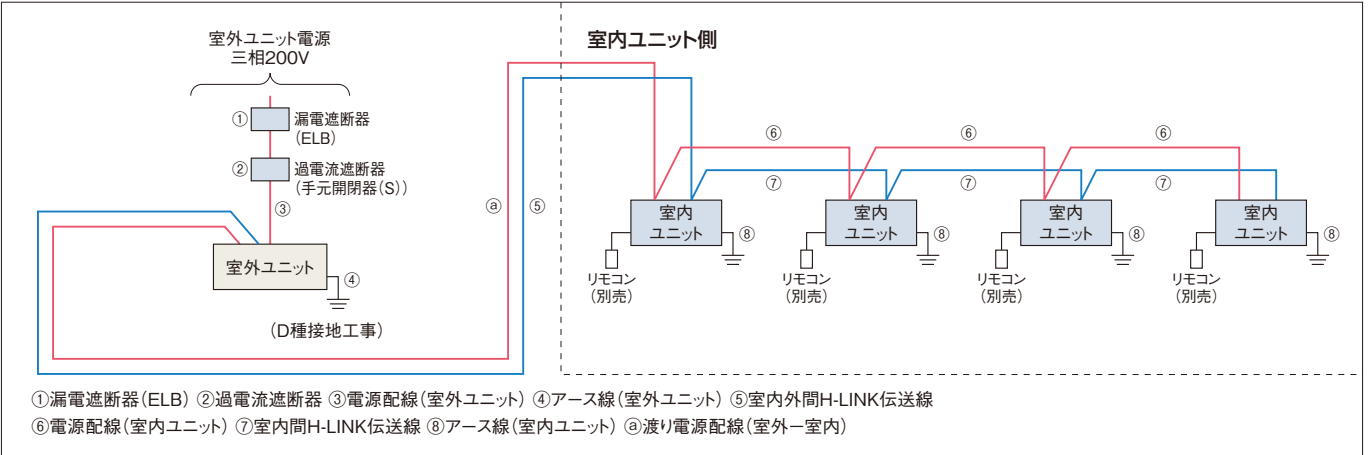 室外ユニット電源
三相200V
①
漏電遮断器
(ELB)
②
過電流遮断器
(手元開閉器(S))
③
室外ユニット
④
(D種接地工事)
ⓐ
⑤
室内ユニット側
⑥
⑥
⑥
⑦
⑦
⑦
室内
ユニット
⑧
リモコン
(別売)
室内
ユニット
⑧
リモコン
(別売)
室内
ユニット
⑧
リモコン
(別売)
室内
ユニット
⑧
リモコン
(別売)
①漏電遮断器(ELB) ②過電流遮断器 ③電源配線(室外ユニット) ④アース線(室外ユニット) ⑤室内外間H-LINK伝送線
⑥電源配線(室内ユニット) ⑦室内間H-LINK伝送線 ⑧アース線(室内ユニット) ⓐ渡り電源配線(室外ー室内)